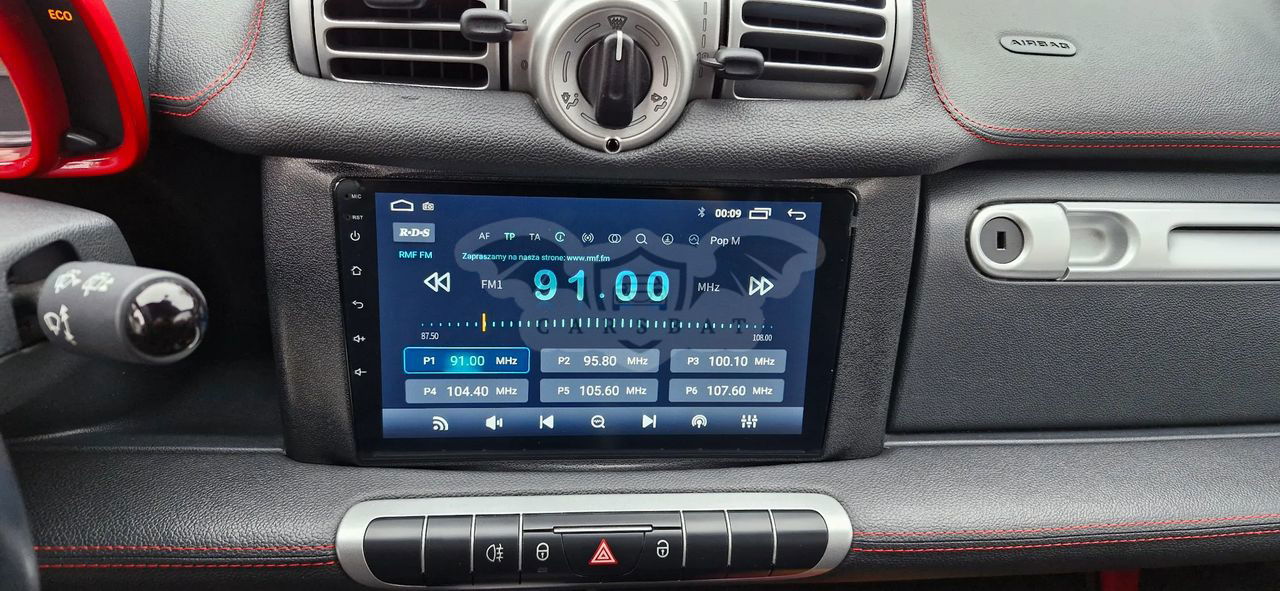 ECO
AIRBAG
MIC
RST
00:09
R•D•S
AF TP TA Pop M
RMF FM
Zapraszamy na nasza strone: www.rmf.fm
FM1 91.00 MHz
CARSBAT
87.50 108.00
P1 91.00 MHz P2 95.80 MHz P3 100.10 MHz
P4 104.40 MHz P5 105.60 MHz P6 107.60 MHz